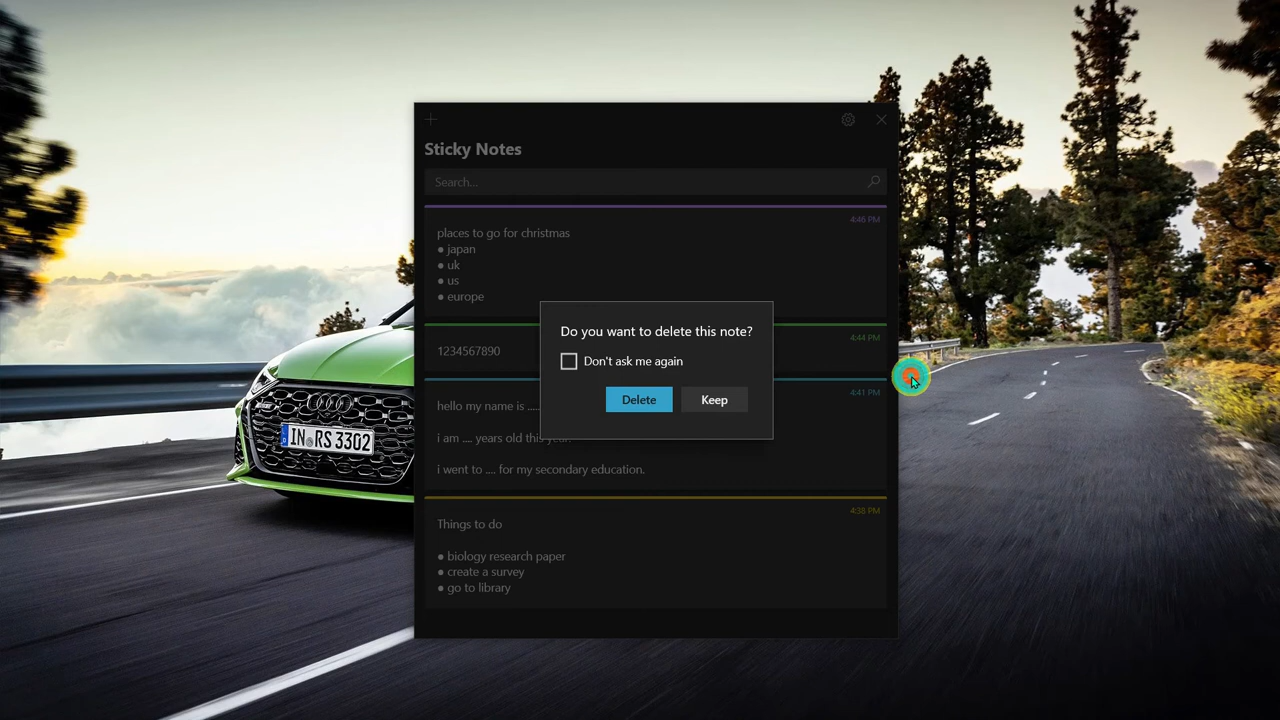 Sticky Notes
Search...
4:46 PM
places to go for christmas
● japan
● uk
● us
● europe
Do you want to delete this note?
Don't ask me again
Delete
Keep
4:44 PM
1234567890
4:41 PM
hello my name is .....
i am .... years old this year.
i went to .... for my secondary education.
4:38 PM
Things to do
● biology research paper
● create a survey
● go to library
IN RS 3302